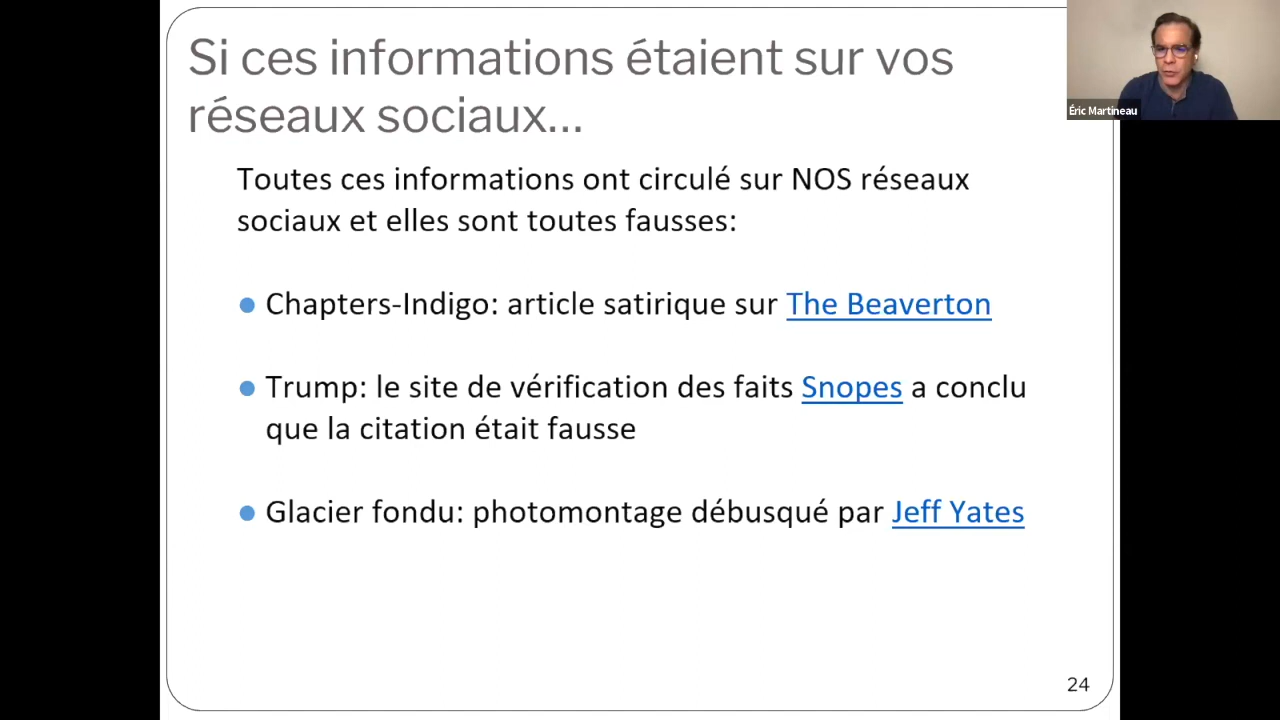 Si ces informations étaient sur vos
réseaux sociaux...
Éric Martineau
Toutes ces informations ont circulé sur NOS réseaux
sociaux et elles sont toutes fausses:
● Chapters-Indigo: article satirique sur The Beaverton
● Trump: le site de vérification des faits Snopes a conclu
que la citation était fausse
● Glacier fondu: photomontage débusqué par Jeff Yates
24